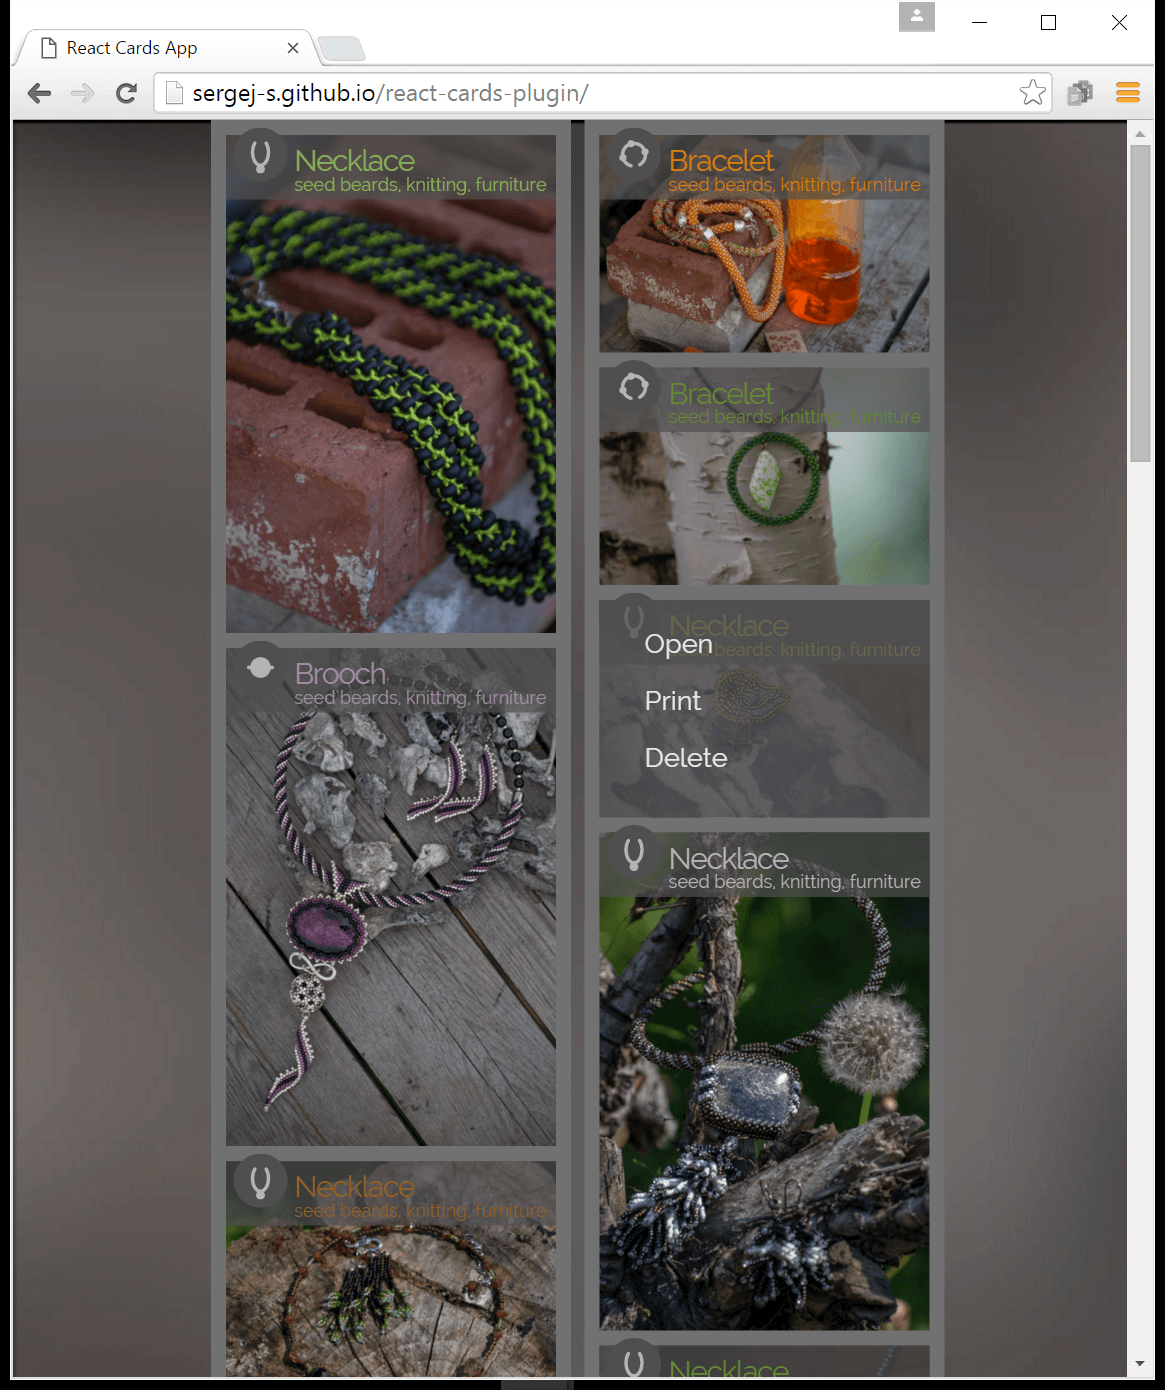 React Cards App
sergej-s.github.io/react-cards-plugin/
Necklace
seed beards, knitting, furniture
Brooch
seed beards, knitting, furniture
Necklace
seed beards, knitting, furniture
Bracelet
seed beards, knitting, furniture
Bracelet
seed beards, knitting, furniture
Necklace
seed beards, knitting, furniture
Open
Print
Delete
Necklace
seed beards, knitting, furniture
Necklace